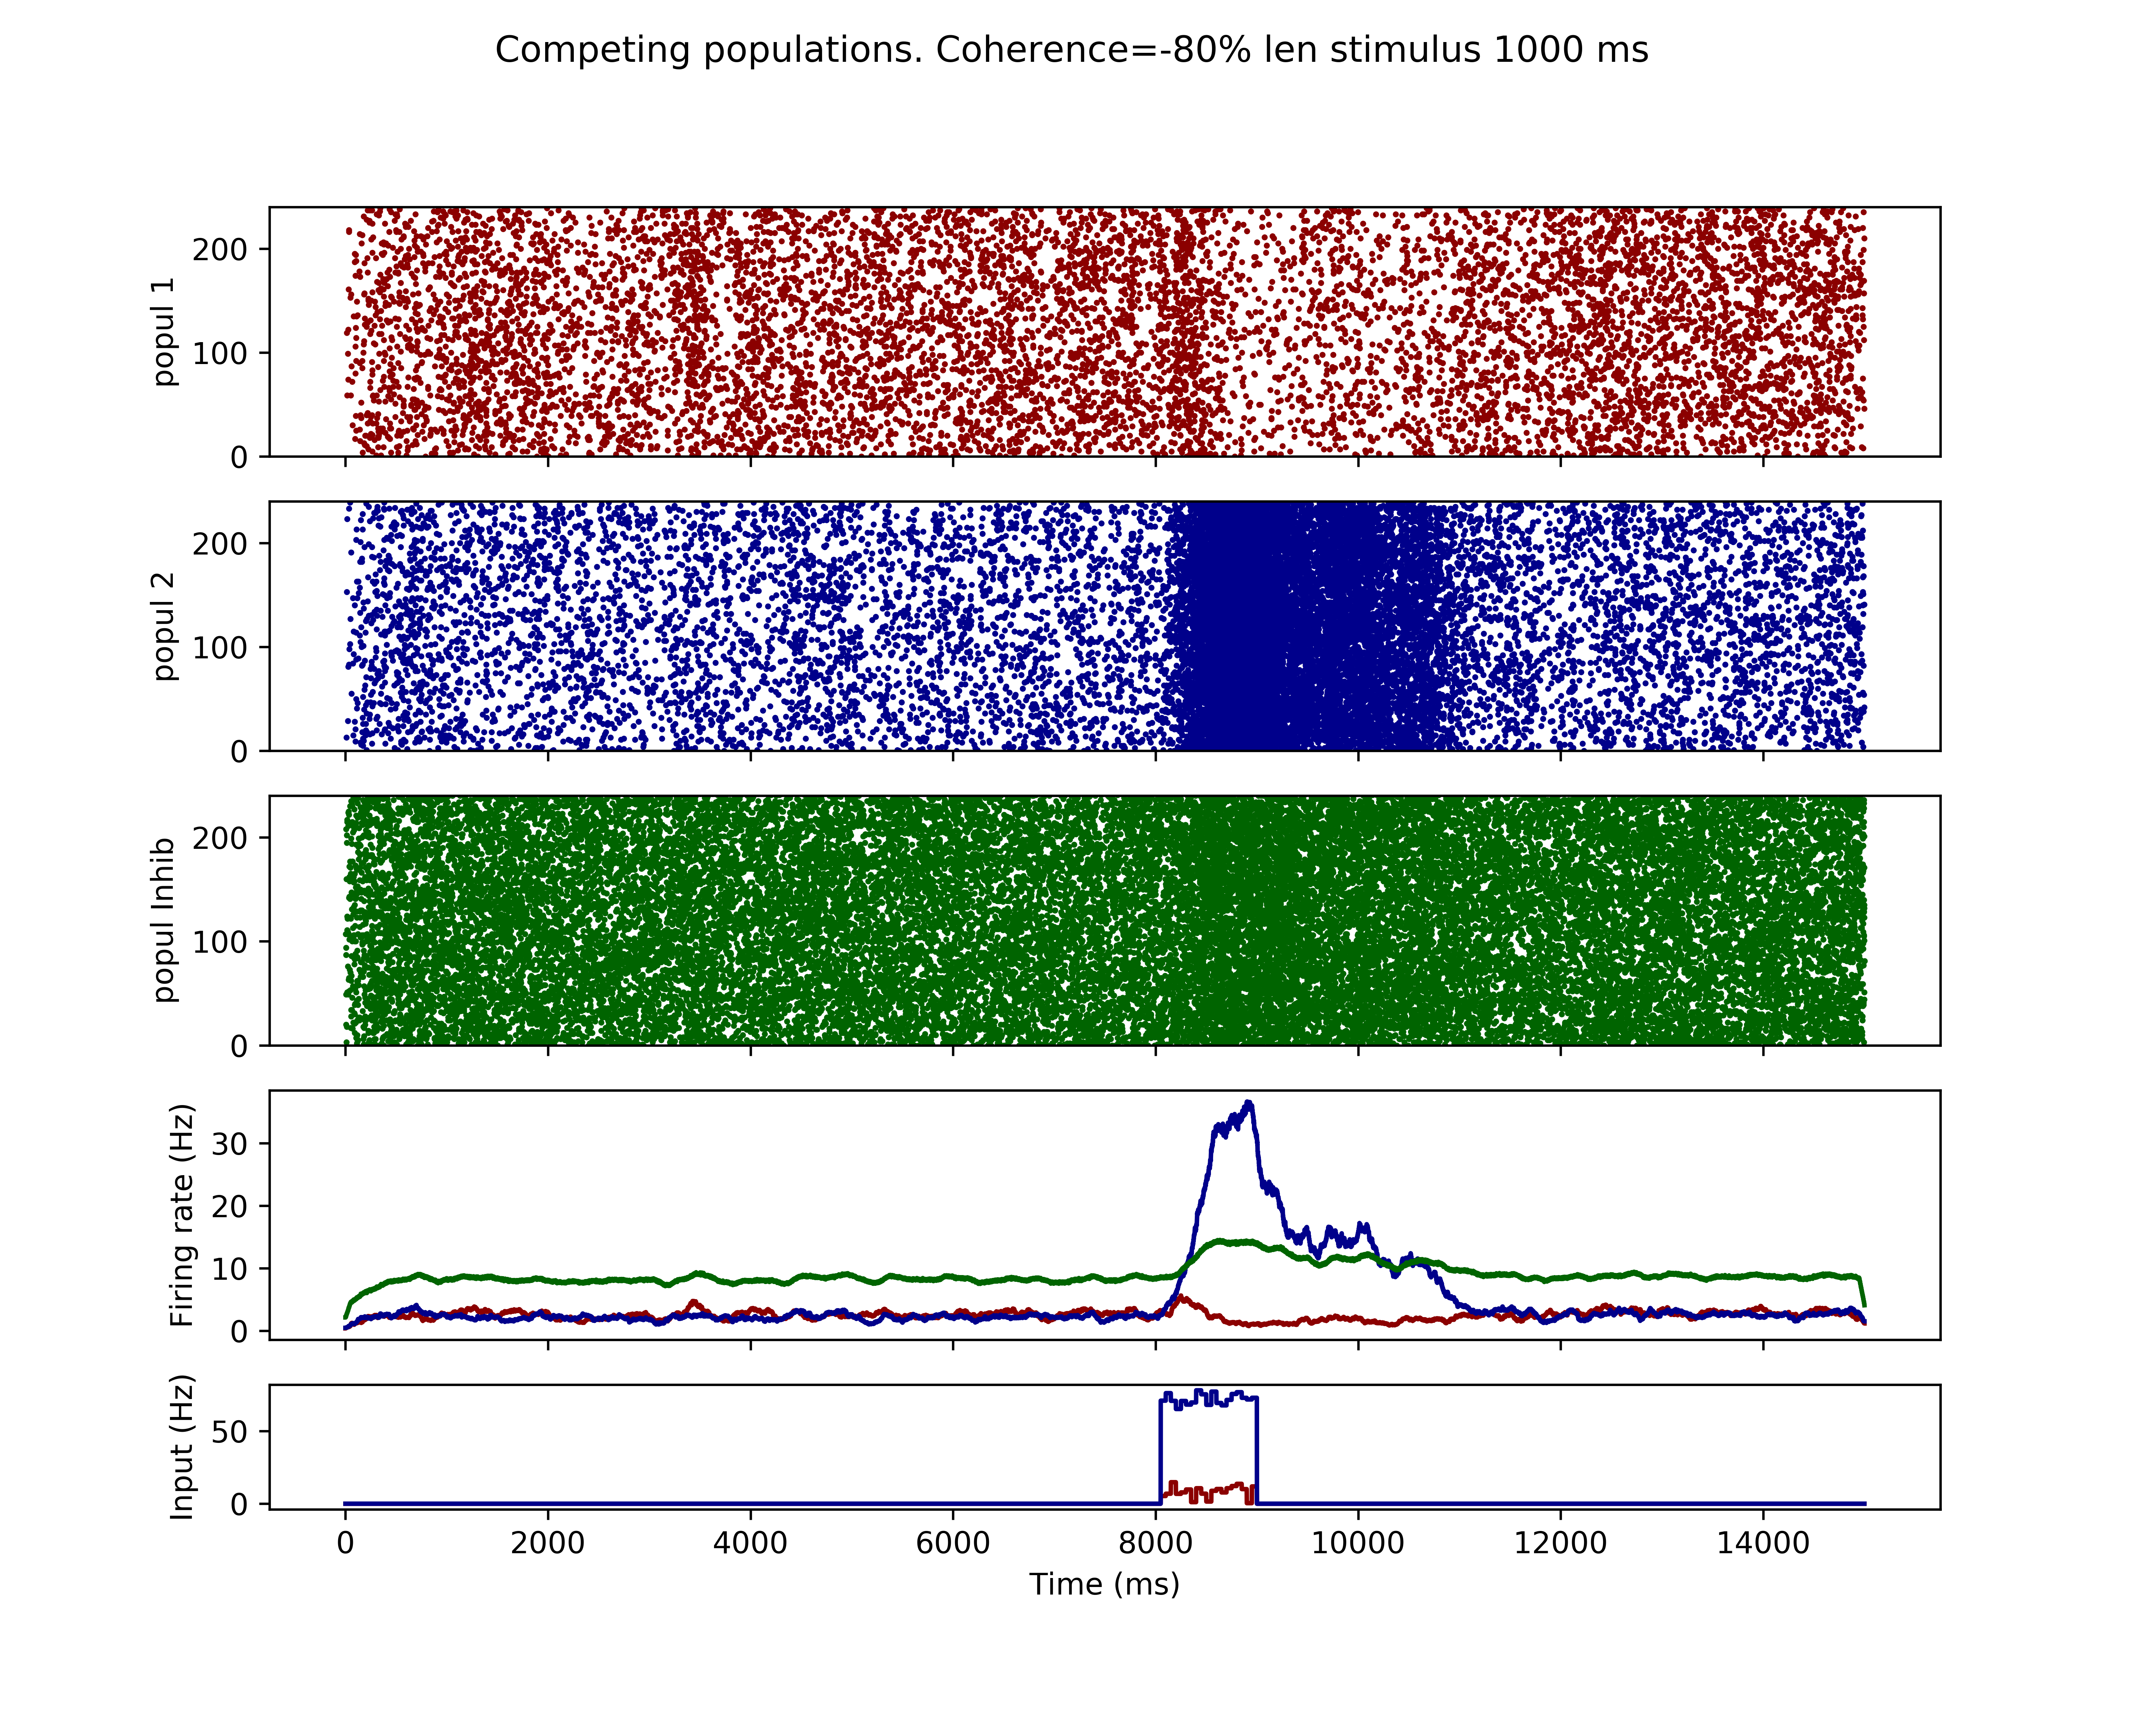 Competing populations. Coherence=-80% len stimulus 1000 ms
popul 1
200
100
0
popul 2
200
100
0
popul Inhib
200
100
0
Firing rate (Hz)
30
20
10
0
Input (Hz)
50
0
0 2000 4000 6000 8000 10000 12000 14000
Time (ms)